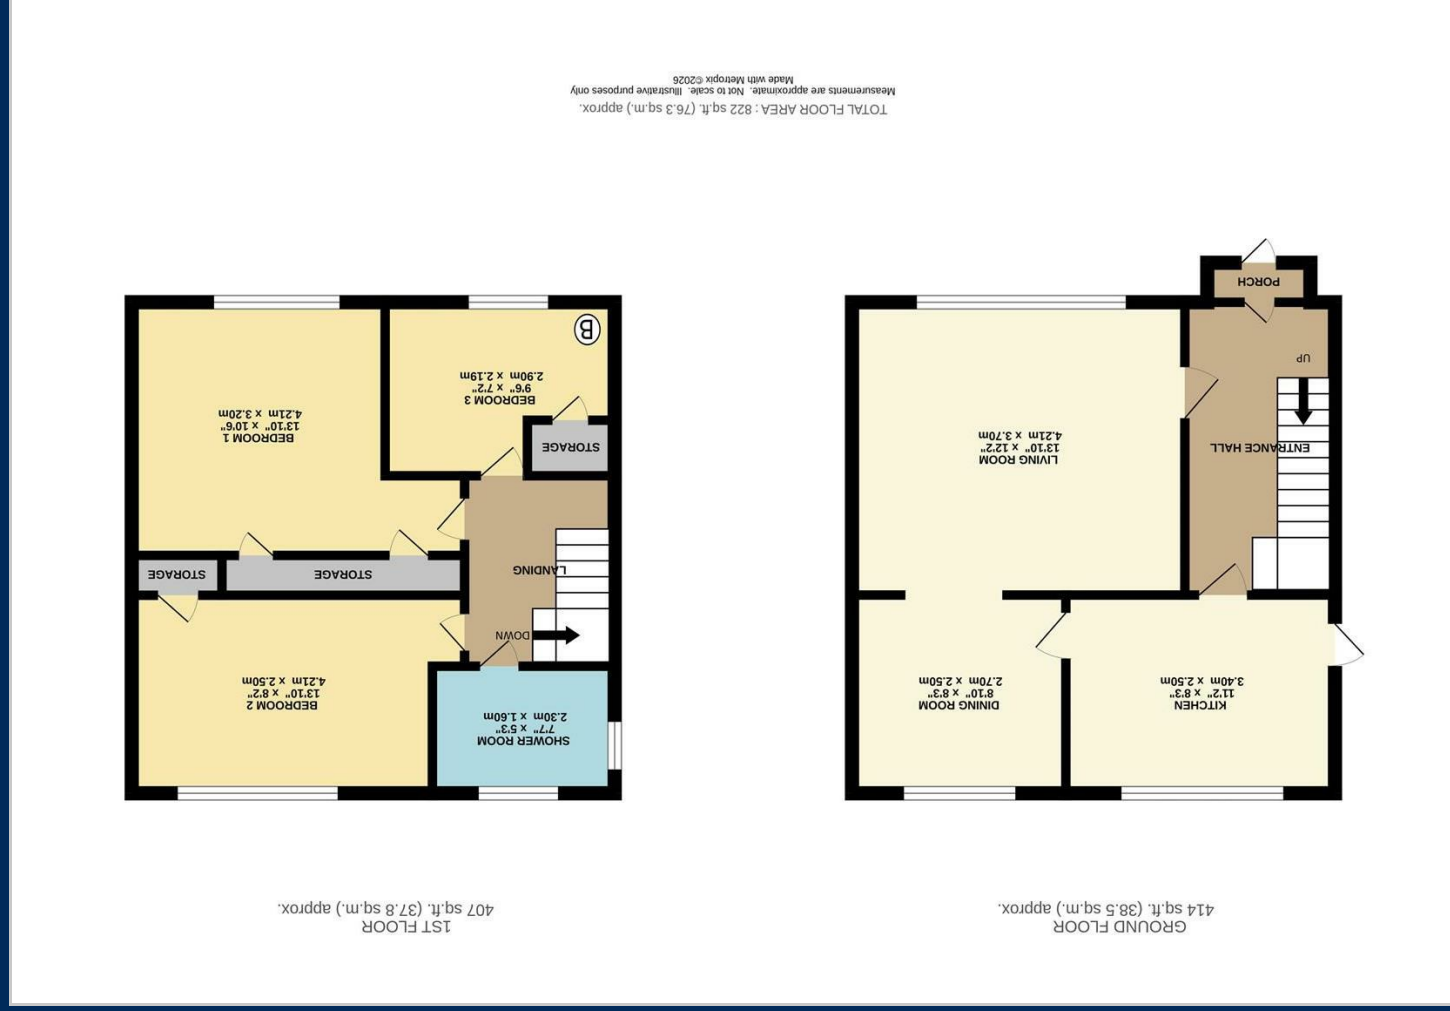 GROUND FLOOR
414 sq.ft. (38.5 sq.m.) approx.
KITCHEN
11'2" x 8'3"
3.40m x 2.50m
DINING ROOM
8'10" x 8'3"
2.70m x 2.50m
ENTRANCE HALL
UP
LIVING ROOM
13'10" x 12'2"
4.21m x 3.70m
PORCH
1ST FLOOR
407 sq.ft. (37.8 sq.m.) approx.
SHOWER ROOM
7'7" x 5'3"
2.30m x 1.60m
BEDROOM 2
13'10" x 8'2"
4.21m x 2.50m
DOWN
LANDING
STORAGE
STORAGE
STORAGE
BEDROOM 1
13'10" x 10'6"
4.21m x 3.20m
BEDROOM 3
9'6" x 7'2"
2.90m x 2.19m
B
TOTAL FLOOR AREA : 822 sq.ft. (76.3 sq.m.) approx.
Measurements are approximate. Not to scale. Illustrative purposes only
Made with Metropix ©2026